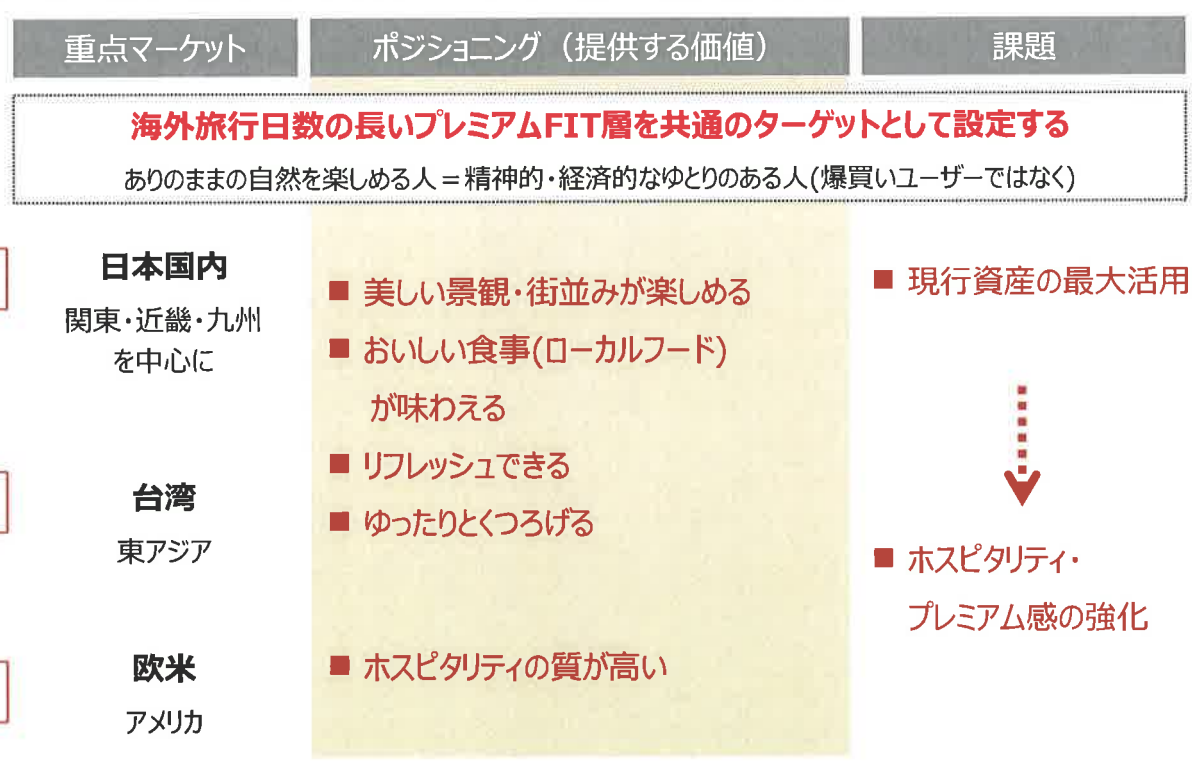 重点マーケット
ポジショニング（提供する価値）
課題
海外旅行日数の長いプレミアムFIT層を共通のターゲットとして設定する
ありのままの自然を楽しめる人＝精神的・経済的なゆとりのある人(爆買いユーザーではなく)
日本国内
関東・近畿・九州
を中心に
台湾
東アジア
欧米
アメリカ
■ 美しい景観・街並みが楽しめる
■ おいしい食事(ローカルフード)
が味わえる
■ リフレッシュできる
■ ゆったりとくつろげる
■ ホスピタリティの質が高い
■ 現行資産の最大活用
■ ホスピタリティ・
プレミアム感の強化